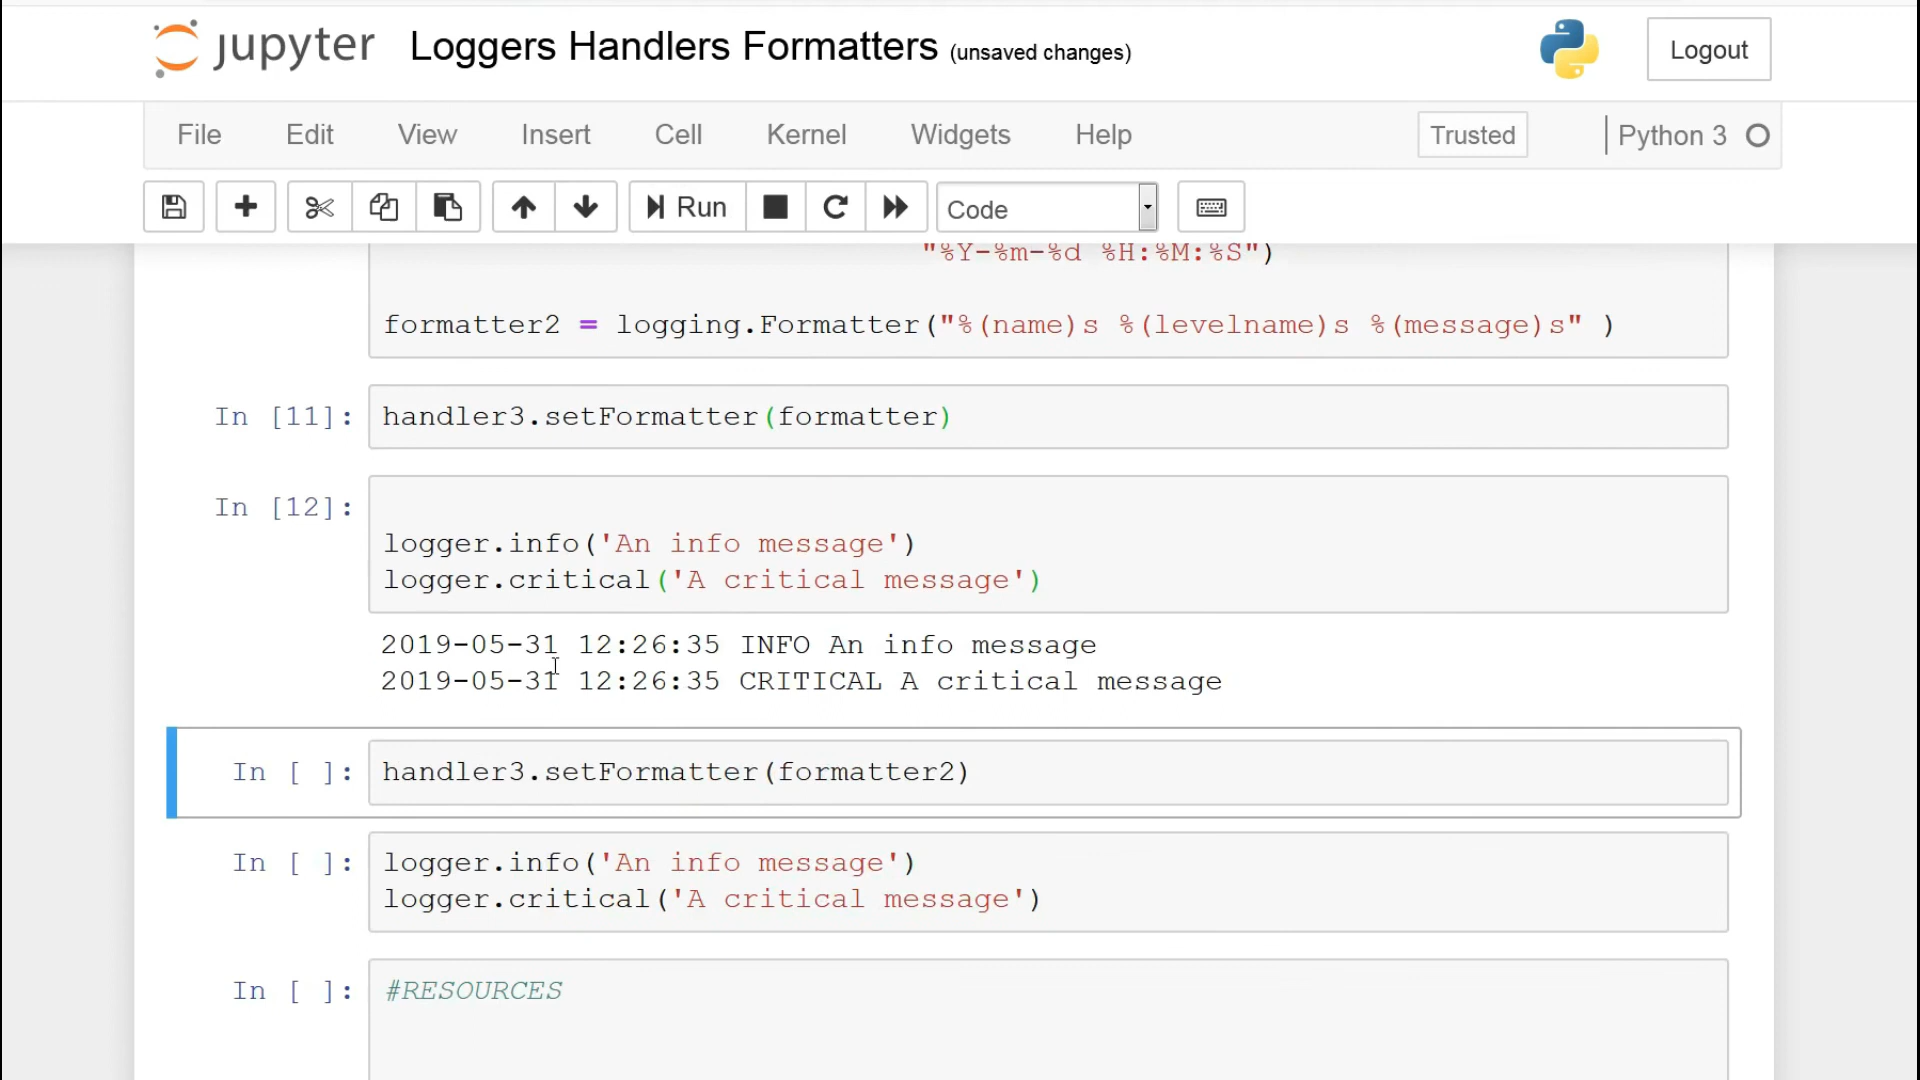 jupyter Loggers Handlers Formatters (unsaved changes) Logout
File Edit View Insert Cell Kernel Widgets Help Trusted Python 3
Run Code
"%Y-%m-%d %H:%M:%S")
formatter2 = logging.Formatter("%(name)s %(levelname)s %(message)s" )
In [11]: handler3.setFormatter(formatter)
In [12]:
logger.info('An info message')
logger.critical('A critical message')
2019-05-31 12:26:35 INFO An info message
2019-05-31 12:26:35 CRITICAL A critical message
In [ ]: handler3.setFormatter(formatter2)
In [ ]: logger.info('An info message')
logger.critical('A critical message')
In [ ]: #RESOURCES